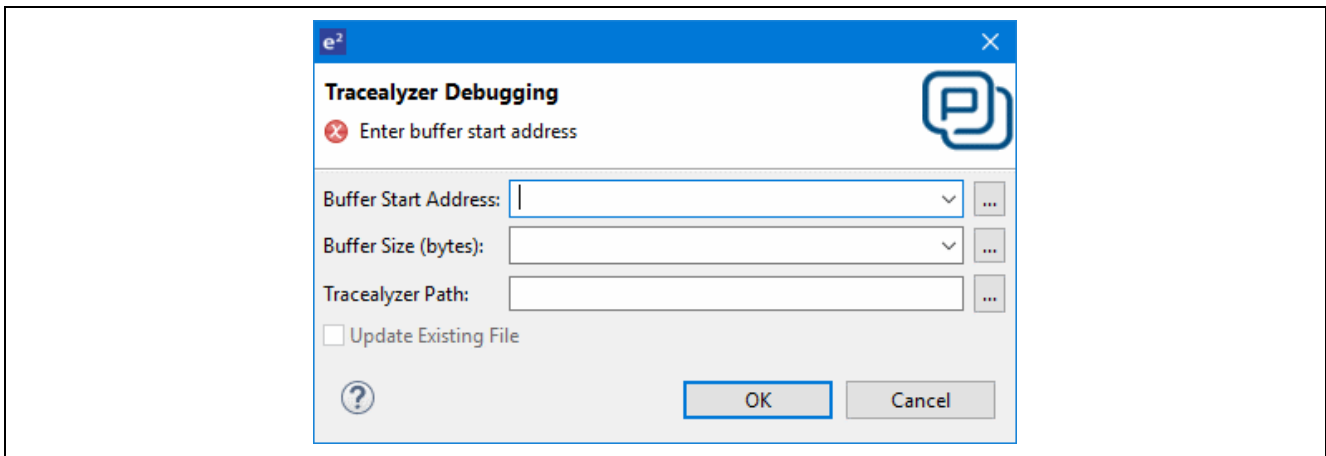 e²
Tracealyzer Debugging
Enter buffer start address
Buffer Start Address:
...
Buffer Size (bytes):
...
Tracealyzer Path:
...
Update Existing File
?
OK Cancel